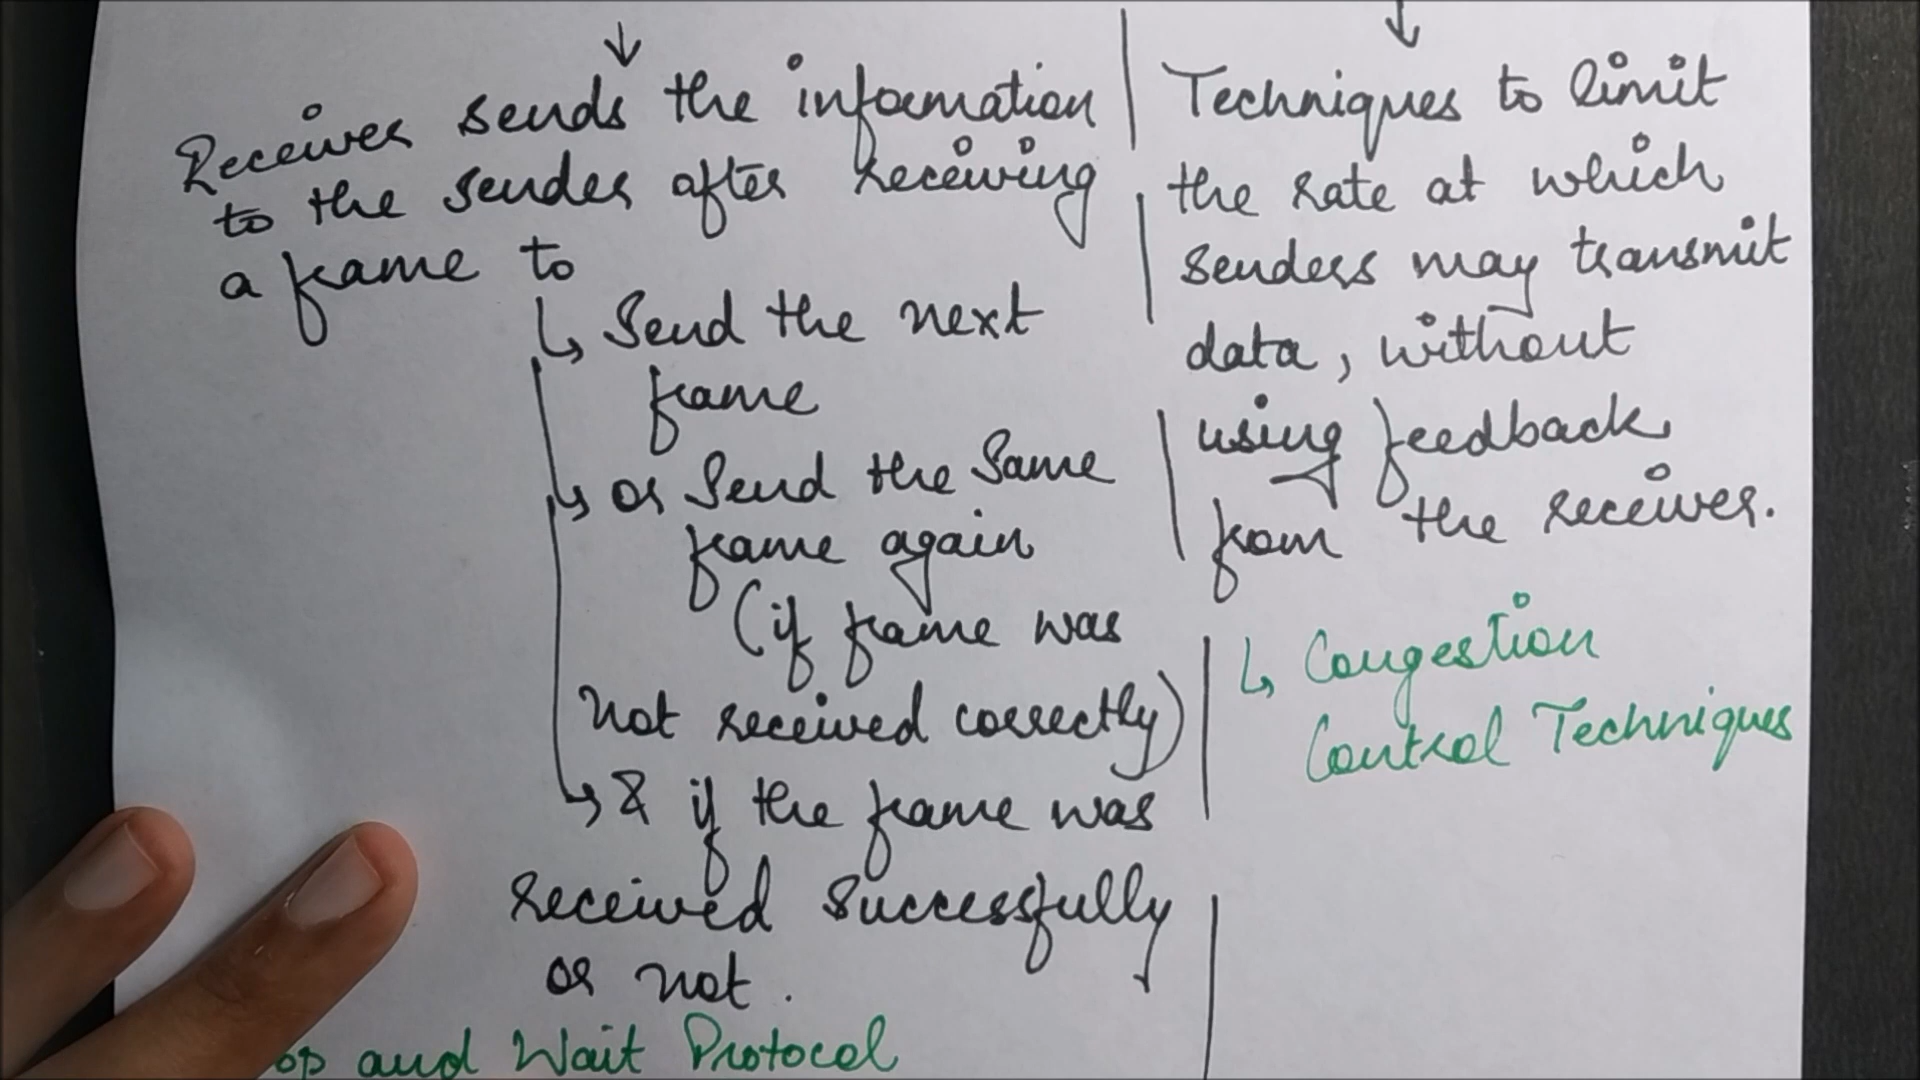 Receiver sends the information
to the sender after receiving
a frame to
↳ Send the next
frame
↳ or Send the Same
frame again
(if frame was
not received correctly)
↳ & if the frame was
received successfully
or not.
op and Wait Protocol
Techniques to limit
the rate at which
senders may transmit
data, without
using feedback
from the receiver.
↳ Congestion
Control Techniques